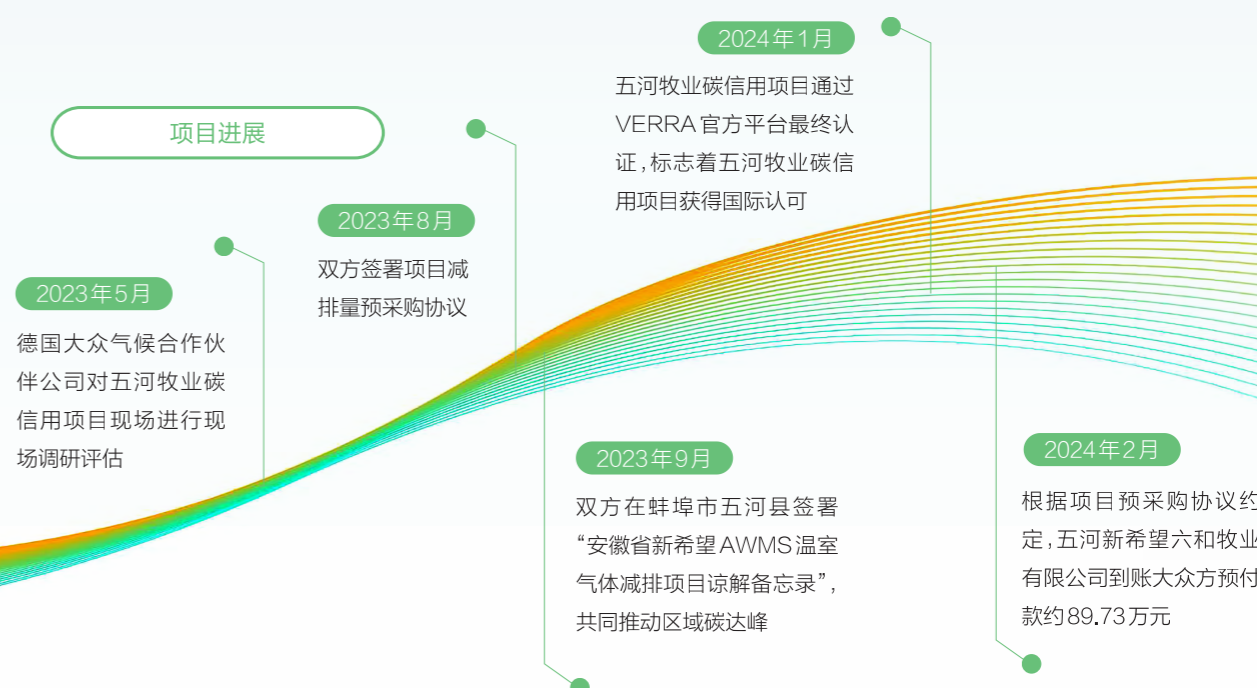 项目进展
2023年5月
德国大众气候合作伙
伴公司对五河牧业碳
信用项目现场进行现
场调研评估
2023年8月
双方签署项目减
排量预采购协议
2023年9月
双方在蚌埠市五河县签署
“安徽省新希望AWMS温室
气体减排项目谅解备忘录”，
共同推动区域碳达峰
2024年1月
五河牧业碳信用项目通过
VERRA官方平台最终认
证，标志着五河牧业碳信
用项目获得国际认可
2024年2月
根据项目预采购协议约
定，五河新希望六和牧业
有限公司到账大众方预付
款约89.73万元